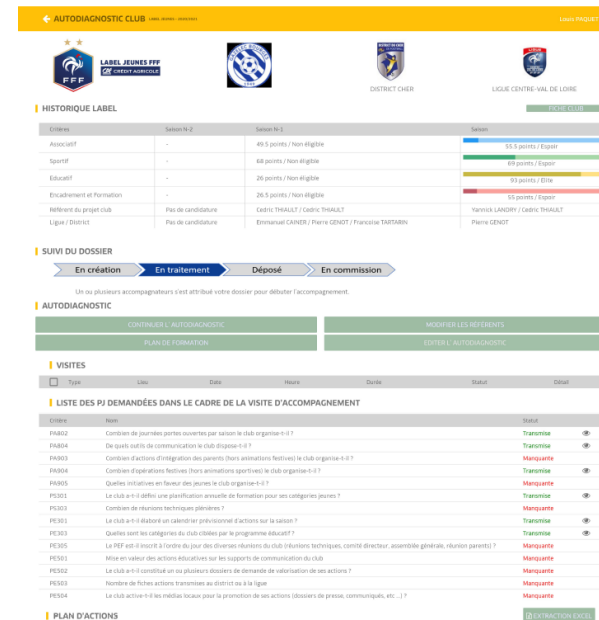 AUTODIAGNOSTIC CLUB LABEL JEUNES - 2020/2021 Louis PAQUET
LABEL JEUNES FFF
CRÉDIT AGRICOLE
FFF
DISTRICT CHER
LIGUE CENTRE-VAL DE LOIRE
HISTORIQUE LABEL
FICHE CLUB
Critères Saison N-2 Saison N-1 Saison
Associatif - 49.5 points / Non éligible 55.5 points / Espoir
Sportif - 68 points / Non éligible 69 points / Espoir
Educatif - 26 points / Non éligible 93 points / Elite
Encadrement et Formation - 26.5 points / Non éligible 55 points / Espoir
Référent du projet club Pas de candidature Cedric THIAULT / Cedric THIAULT Yannick LANDRY / Cedric THIAULT
Ligue / District Pas de candidature Emmanuel CAINER / Pierre GENOT / Francoise TARTARIN Pierre GENOT
SUIVI DU DOSSIER
En création En traitement Déposé En commission
Un ou plusieurs accompagnateurs s'est attribué votre dossier pour débuter l'accompagnement.
AUTODIAGNOSTIC
CONTINUER L' AUTODIAGNOSTIC MODIFIER LES RÉFÉRENTS
PLAN DE FORMATION EDITER L' AUTODIAGNOSTIC
VISITES
Type Lieu Date Heure Durée Statut Détail
LISTE DES PJ DEMANDÉES DANS LE CADRE DE LA VISITE D'ACCOMPAGNEMENT
Critère Nom Statut
PA802 Combien de journées portes ouvertes par saison le club organise-t-il ? Transmise
PA804 De quels outils de communication le club dispose-t-il ? Transmise
PA903 Combien d'actions d'intégration des parents (hors animations festives) le club organise-t-il ? Manquante
PA904 Combien d'opérations festives (hors animations sportives) le club organise-t-il ? Transmise
PA905 Quelles initiatives en faveur des jeunes le club organise-t-il ? Manquante
PS301 Le club a-t-il défini une planification annuelle de formation pour ses catégories jeunes ? Transmise
PS303 Combien de réunions techniques plénières ? Manquante
PE301 Le club a-t-il élaboré un calendrier prévisionnel d'actions sur la saison ? Transmise
PE303 Quelles sont les catégories du club ciblées par le programme éducatif ? Transmise
PE305 Le PEF est-il inscrit à l'ordre du jour des diverses réunions du club (réunions techniques, comité directeur, assemblée générale, réunion parents) ? Manquante
PE501 Mise en valeur des actions éducatives sur les supports de communication du club Manquante
PE502 Le club a-t-il constitué un ou plusieurs dossiers de demande de valorisation de ses actions ? Manquante
PE503 Nombre de fiches actions transmises au district ou à la ligue Manquante
PE504 Le club active-t-il les médias locaux pour la promotion de ses actions (dossiers de presse, communiqués, etc ...) ? Manquante
PLAN D'ACTIONS
EXTRACTION EXCEL